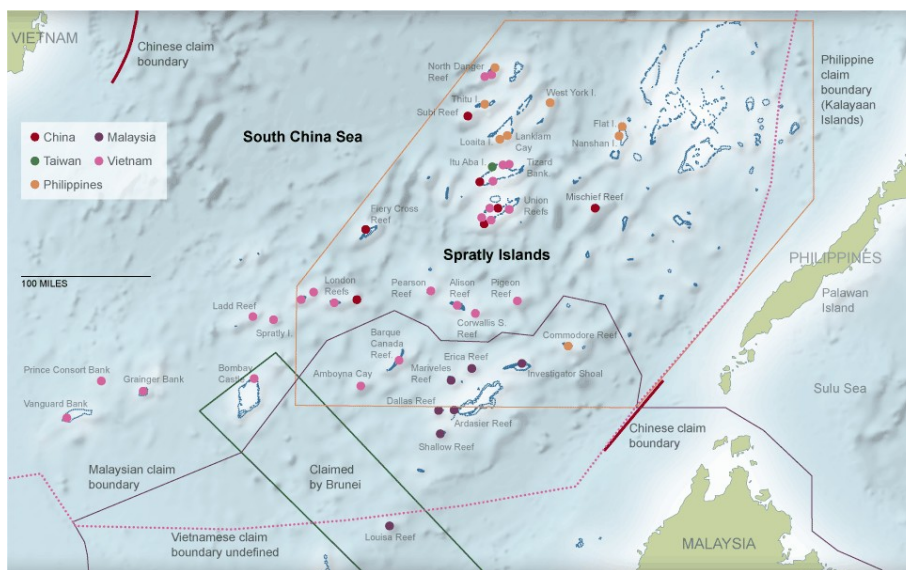 VIETNAM
Chinese claim
boundary
North Danger
Reef
Thitu I.
West York I.
Subi Reef
Philippine
claim
boundary
(Kalayaan
Islands)
South China Sea
Flat I.
Lankiam
Cay
Loaita I.
Nanshan I.
China
Malaysia
Taiwan
Vietnam
Philippines
Itu Aba I.
Tizard
Bank
Mischief Reef
Union
Reefs
Fiery Cross
Reef
Spratly Islands
PHILIPPINES
100 MILES
London
Reefs
Pearson
Reef
Alison
Reef
Pigeon
Reef
Palawan
Island
Ladd Reef
Spratly I.
Corwallis S.
Reef
Barque
Canada
Reef
Commodore Reef
Erica Reef
Prince Consort Bank
Grainger Bank
Bombay
Castle
Amboyna Cay
Mariveles
Reef
Investigator Shoal
Sulu Sea
Vanguard Bank
Dallas Reef
Ardasier Reef
Chinese claim
boundary
Shallow Reef
Malaysian claim
boundary
Claimed
by Brunei
Vietnamese claim
boundary undefined
Louisa Reef
MALAYSIA